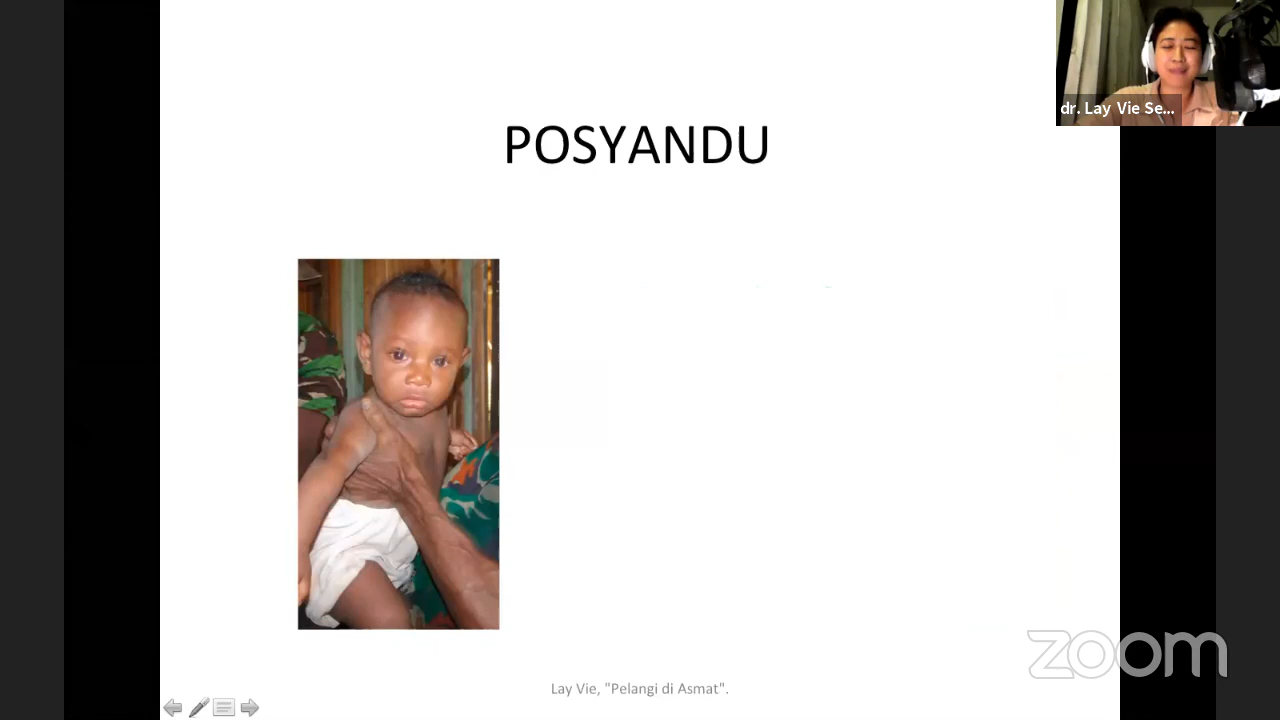 dr. Lay Vie Se...
POSYANDU
zoom
Lay Vie, "Pelangi di Asmat".